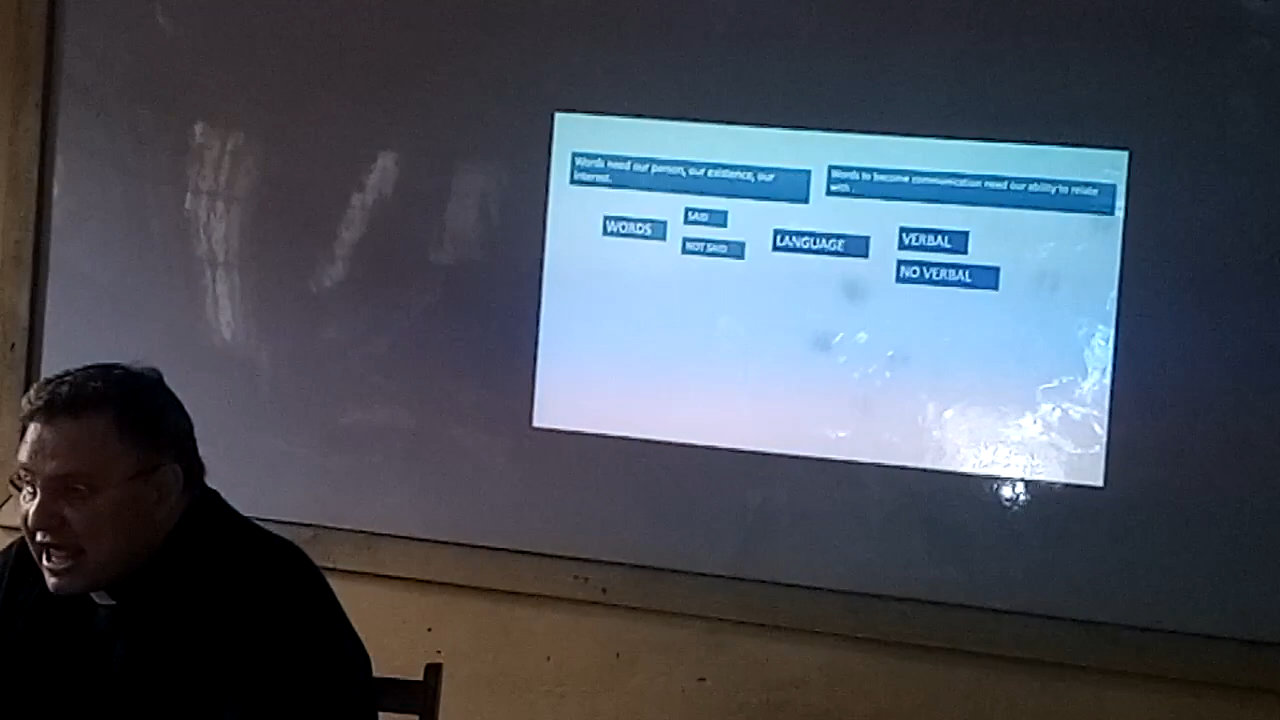 Words need our person, our existence, our
interest.
Words to become communication need our ability to relate
with .
WORDS
SAID
NOT SAID
LANGUAGE
VERBAL
NO VERBAL